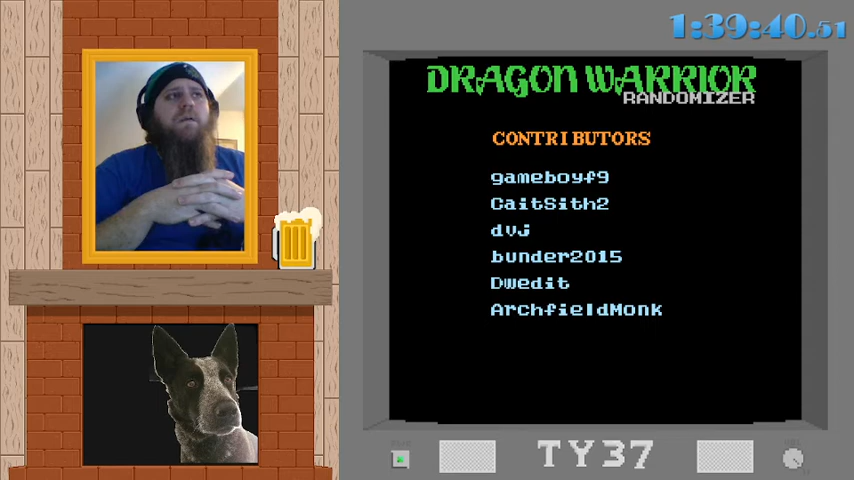 1:39:40.51
DRAGON WARRIOR
RANDOMIZER
CONTRIBUTORS
gameboyf9
CaitSith2
dvj
bunder2015
Dwedit
ArchfieldMonk
TY37